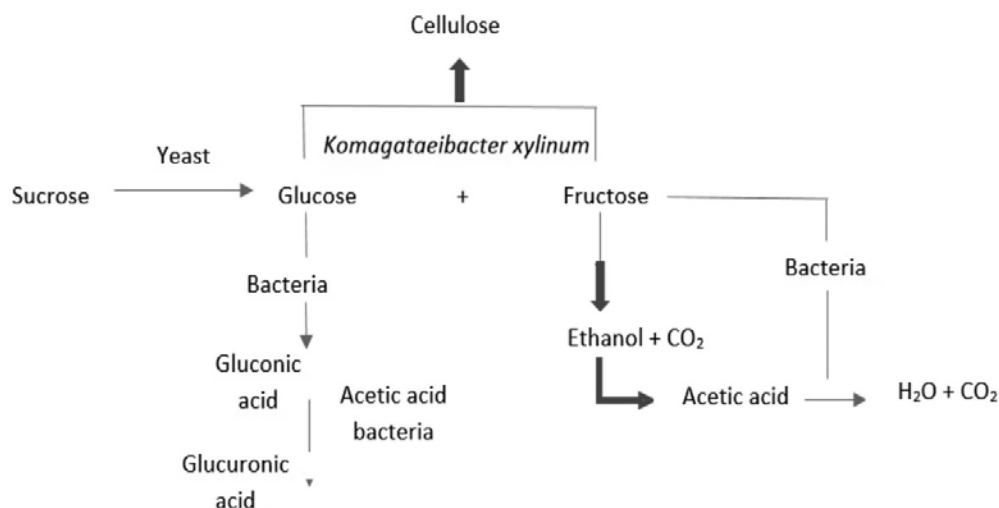 Cellulose
Komagataeibacter xylinum
Yeast
Sucrose
Glucose
+
Fructose
Bacteria
Bacteria
Ethanol + CO₂
Gluconic
acid
Acetic acid
bacteria
Acetic acid
H₂O + CO₂
Glucuronic
acid